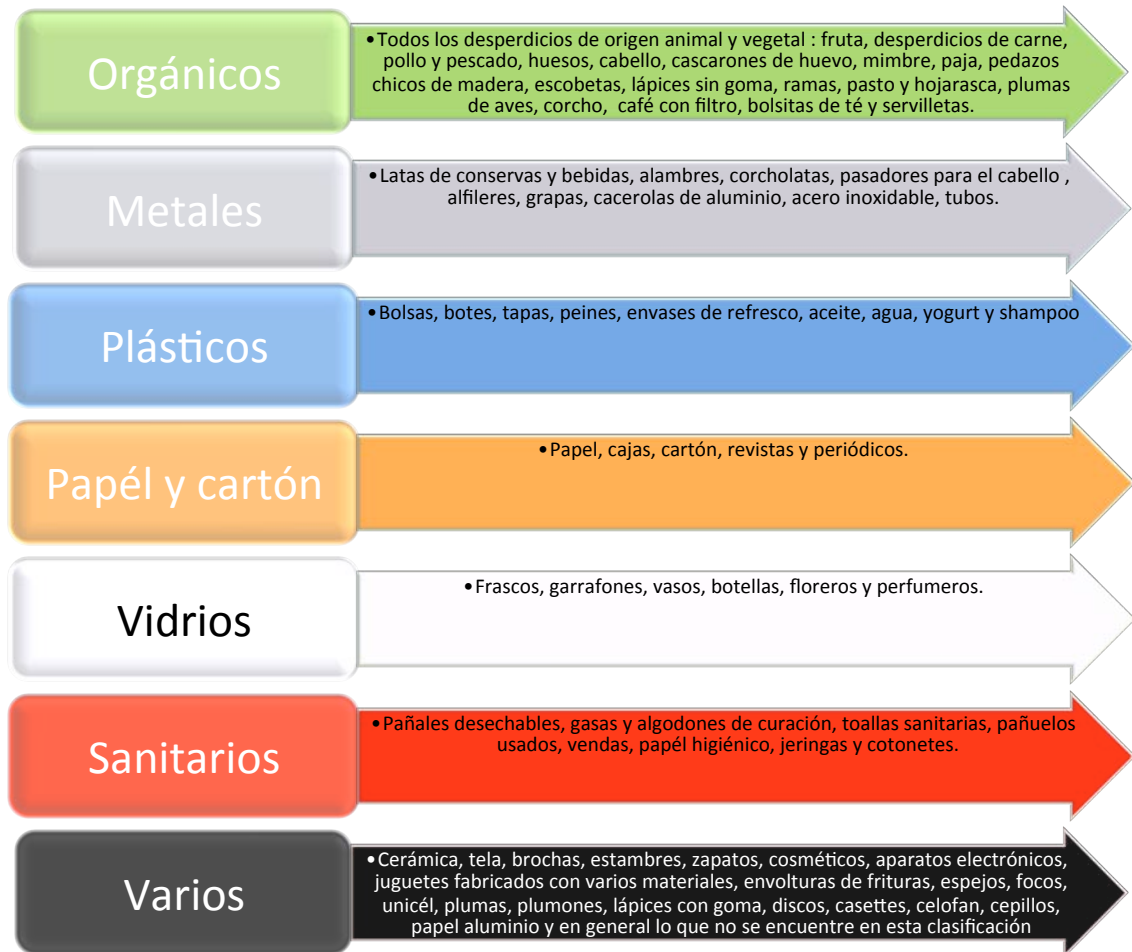 Orgánicos
•Todos los desperdicios de origen animal y vegetal : fruta, desperdicios de carne,
pollo y pescado, huesos, cabello, cascarones de huevo, mimbre, paja, pedazos
chicos de madera, escobetas, lápices sin goma, ramas, pasto y hojarasca, plumas
de aves, corcho, café con filtro, bolsitas de té y servilletas.
Metales
•Latas de conservas y bebidas, alambres, corcholatas, pasadores para el cabello ,
alfileres, grapas, cacerolas de aluminio, acero inoxidable, tubos.
Plásticos
•Bolsas, botes, tapas, peines, envases de refresco, aceite, agua, yogurt y shampoo
Papél y cartón
•Papel, cajas, cartón, revistas y periódicos.
Vidrios
•Frascos, garrafones, vasos, botellas, floreros y perfumeros.
Sanitarios
•Pañales desechables, gasas y algodones de curación, toallas sanitarias, pañuelos
usados, vendas, papél higiénico, jeringas y cotonetes.
Varios
•Cerámica, tela, brochas, estambres, zapatos, cosméticos, aparatos electrónicos,
juguetes fabricados con varios materiales, envolturas de frituras, espejos, focos,
unicél, plumas, plumones, lápices con goma, discos, casettes, celofan, cepillos,
papel aluminio y en general lo que no se encuentre en esta clasificación